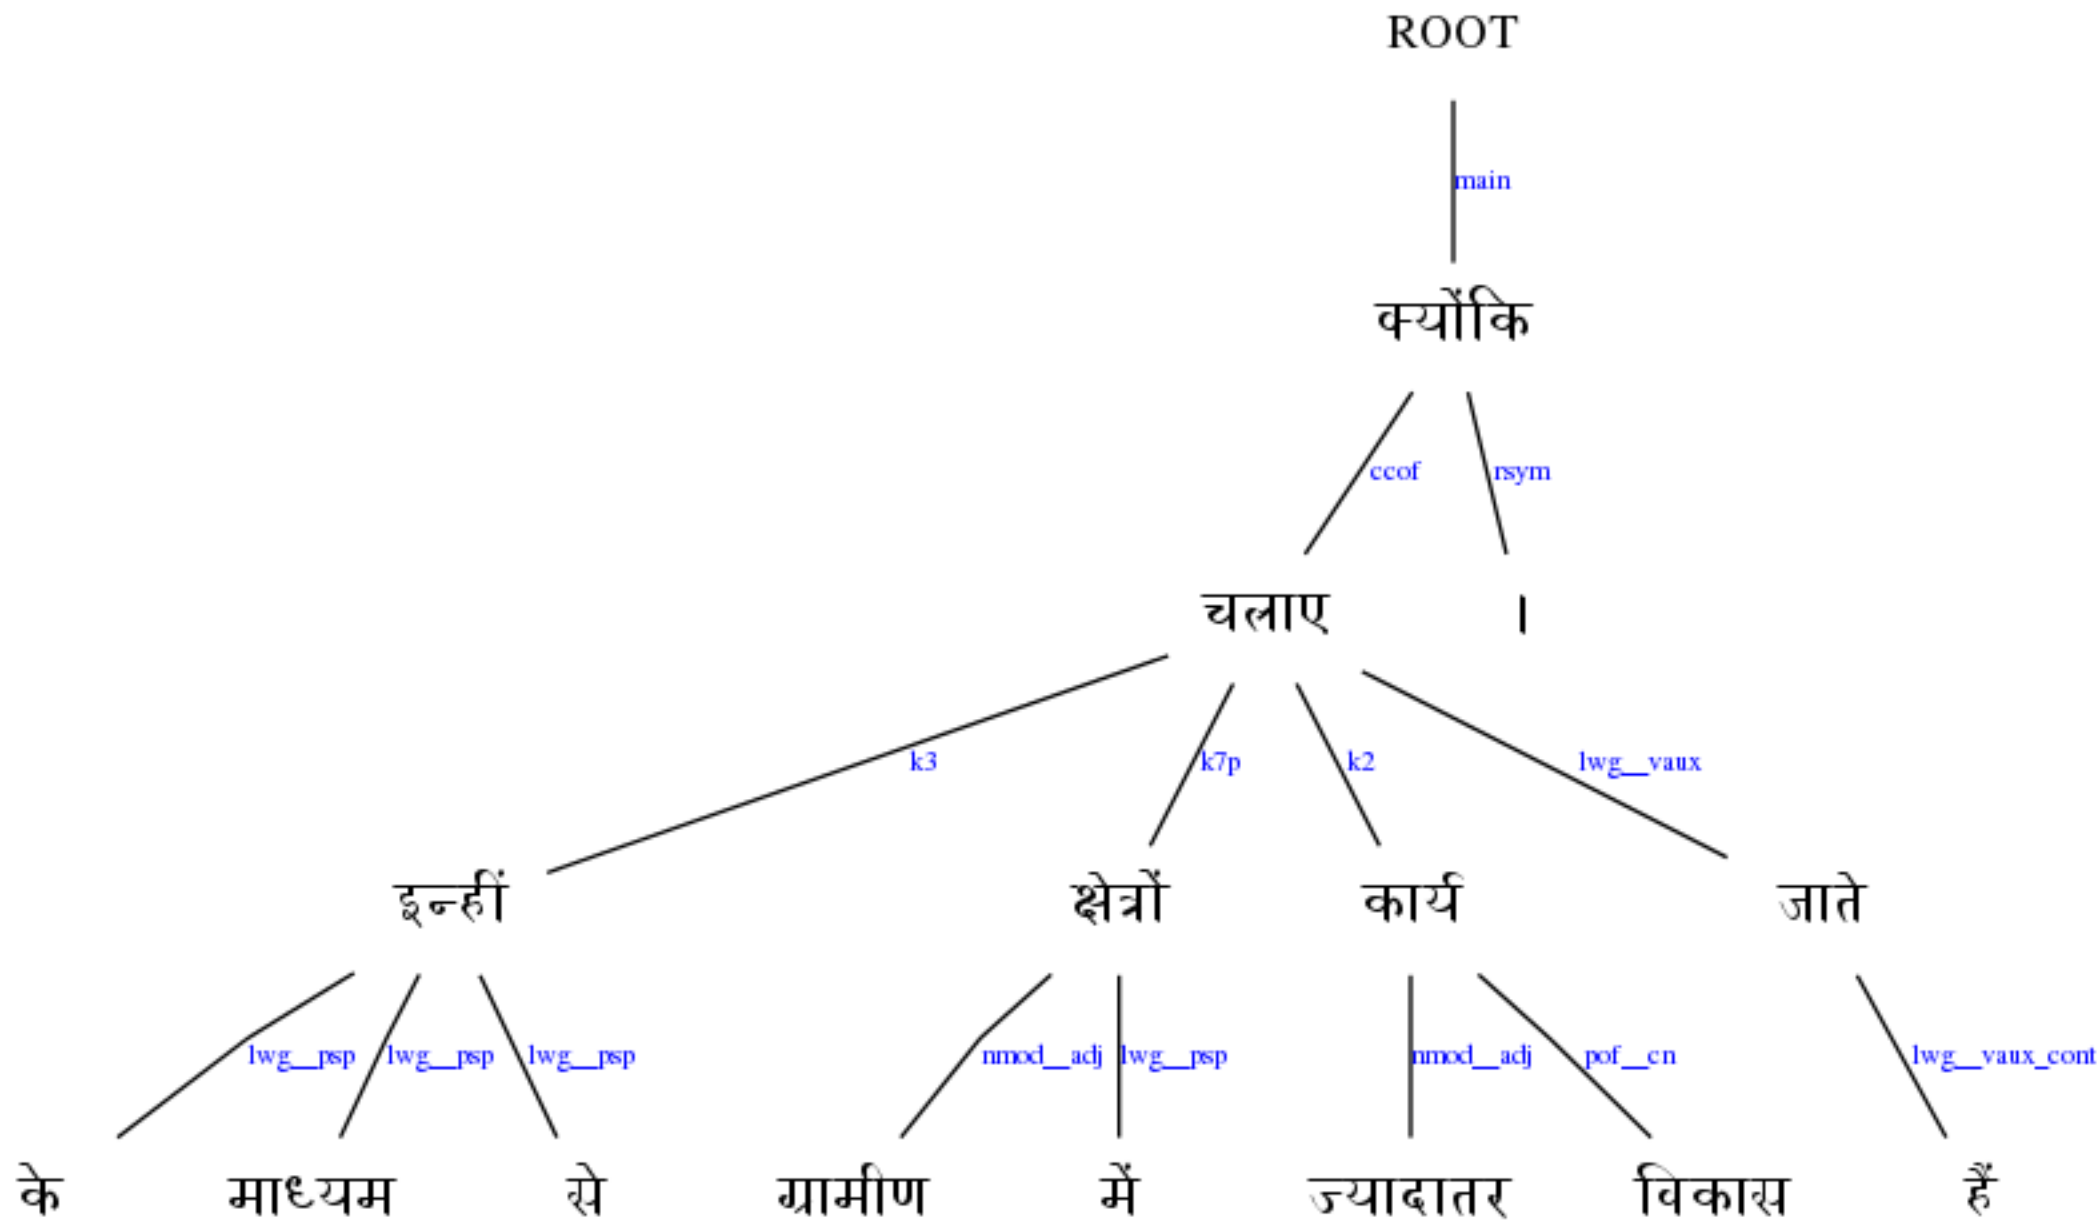 ROOT
main
क्योंकि
ccof rsym
चलाए ।
k3 k7p k2 lwg__vaux
इन्हीं क्षेत्रों कार्य जाते
lwg__psp lwg__psp lwg__psp nmod__adj lwg__psp nmod__adj pof__cn lwg__vaux_cont
के माध्यम से ग्रामीण में ज्यादातर विकास हैं